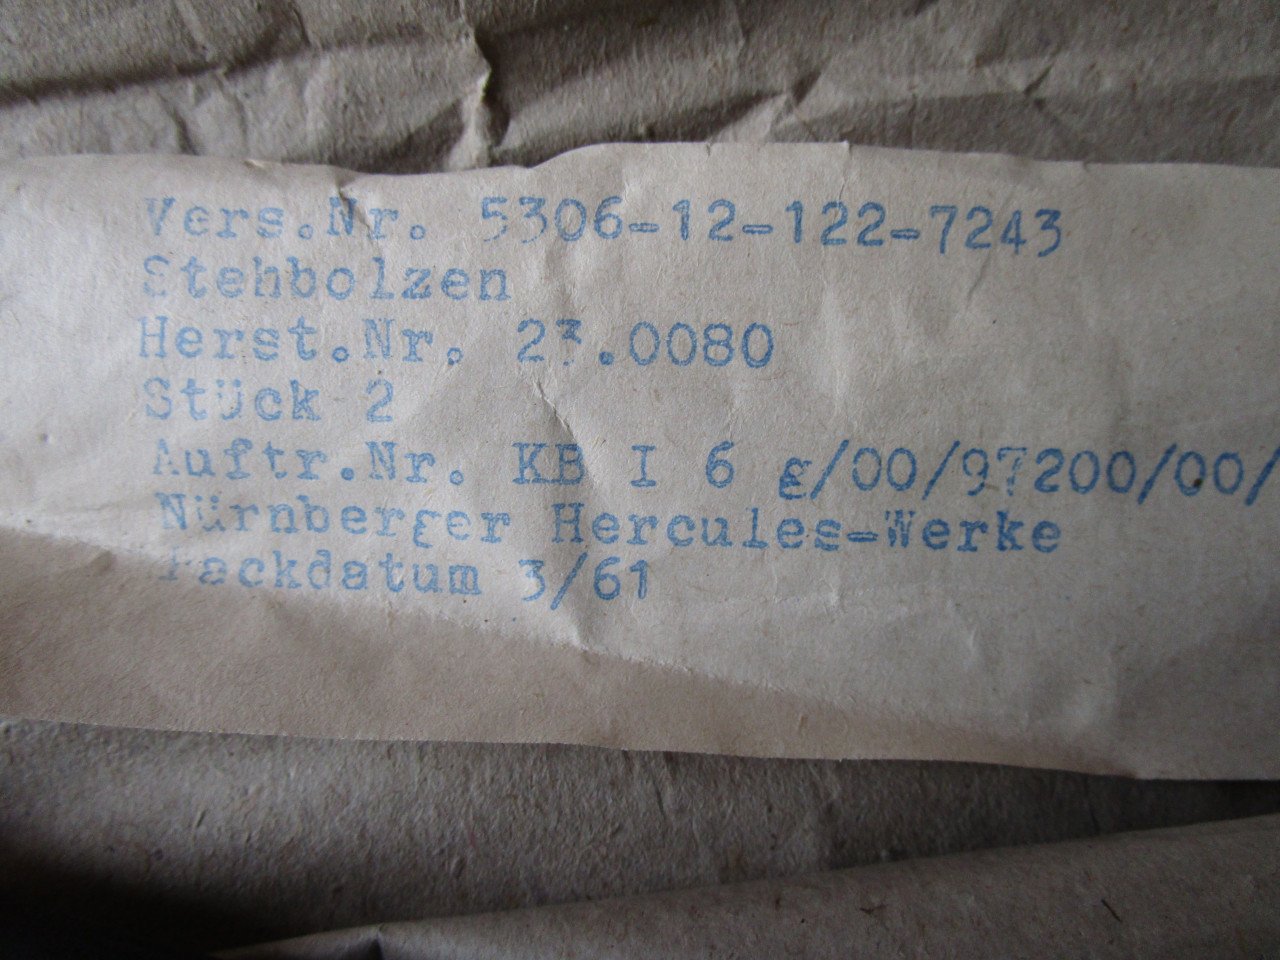 Vers.Nr. 5306-12-122-7243
Stehbolzen
Herst.Nr. 23.0080
Stück 2
Auftr.Nr. KB I 6 g/00/97200/00/
Nürnberger Hercules-Werke
Packdatum 3/61